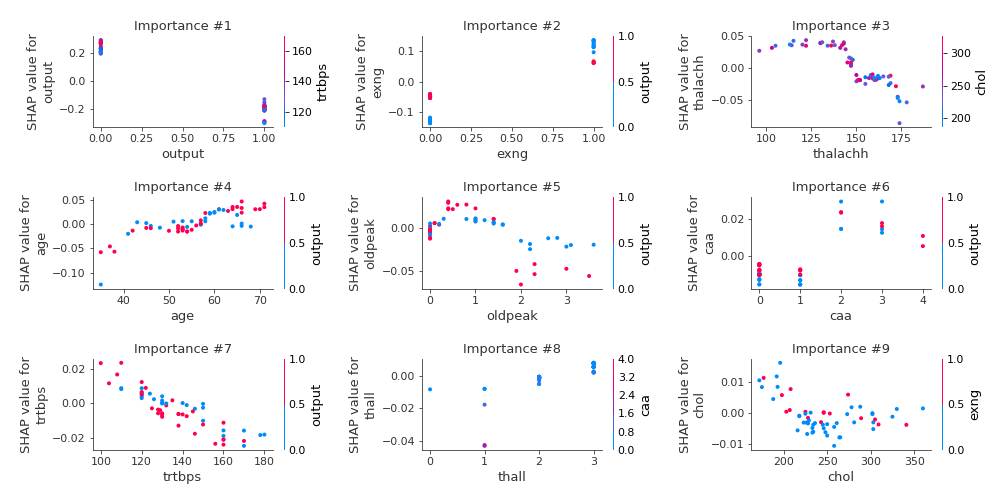 Importance #1
SHAP value for
output
0.2
0.0
−0.2
0.00 0.25 0.50 0.75 1.00
output
160
140
120
trtbps
Importance #2
SHAP value for
exng
0.1
0.0
−0.1
0.00 0.25 0.50 0.75 1.00
exng
1.0
0.5
0.0
output
Importance #3
SHAP value for
thalachh
0.05
0.00
−0.05
100 125 150 175
thalachh
300
250
200
chol
Importance #4
SHAP value for
age
0.05
0.00
−0.05
−0.10
40 50 60 70
age
1.0
0.5
0.0
output
Importance #5
SHAP value for
oldpeak
0.00
−0.05
0 1 2 3
oldpeak
1.0
0.5
0.0
output
Importance #6
SHAP value for
caa
0.02
0.00
0 1 2 3 4
caa
1.0
0.5
0.0
output
Importance #7
SHAP value for
trtbps
0.02
0.00
−0.02
100 120 140 160 180
trtbps
1.0
0.5
0.0
output
Importance #8
SHAP value for
thall
0.00
−0.02
−0.04
0 1 2 3
thall
4.0
3.2
2.4
1.6
0.8
0.0
caa
Importance #9
SHAP value for
chol
0.01
0.00
−0.01
200 250 300 350
chol
1.0
0.5
0.0
exng